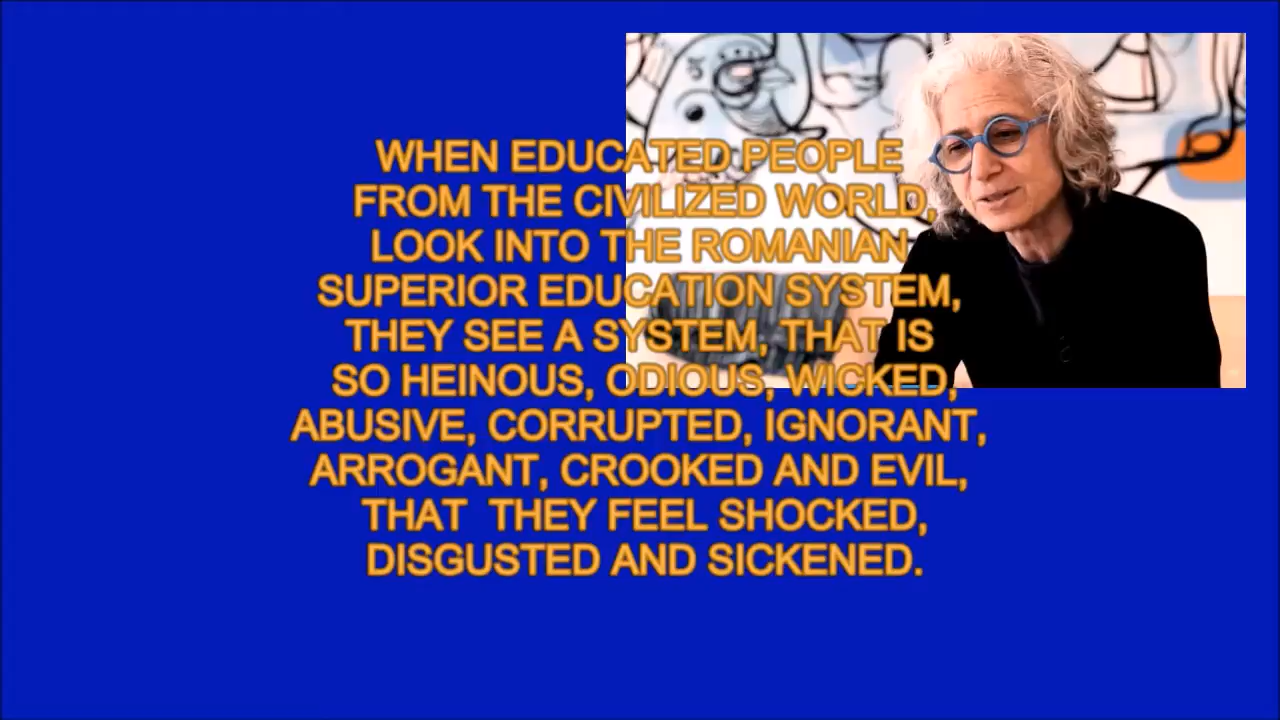 WHEN EDUCATED PEOPLE
FROM THE CIVILIZED WORLD,
LOOK INTO THE ROMANIAN
SUPERIOR EDUCATION SYSTEM,
THEY SEE A SYSTEM, THAT IS
SO HEINOUS, ODIOUS, WICKED,
ABUSIVE, CORRUPTED, IGNORANT,
ARROGANT, CROOKED AND EVIL,
THAT  THEY FEEL SHOCKED,
DISGUSTED AND SICKENED.